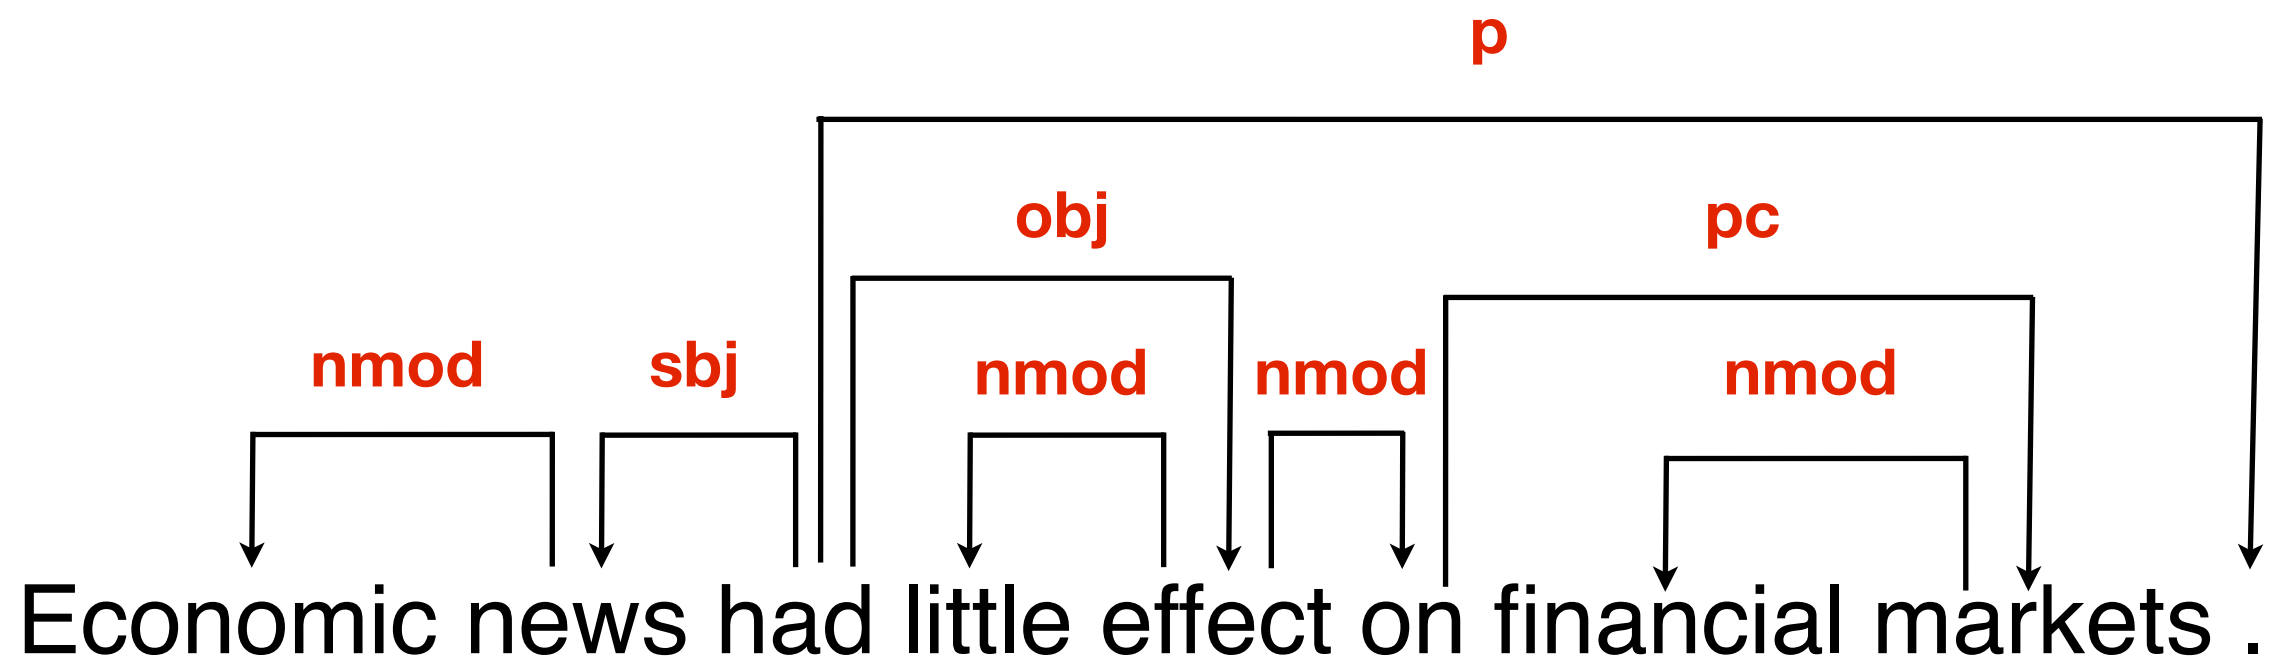 p
obj pc
nmod sbj nmod nmod nmod
Economic news had little effect on financial markets .